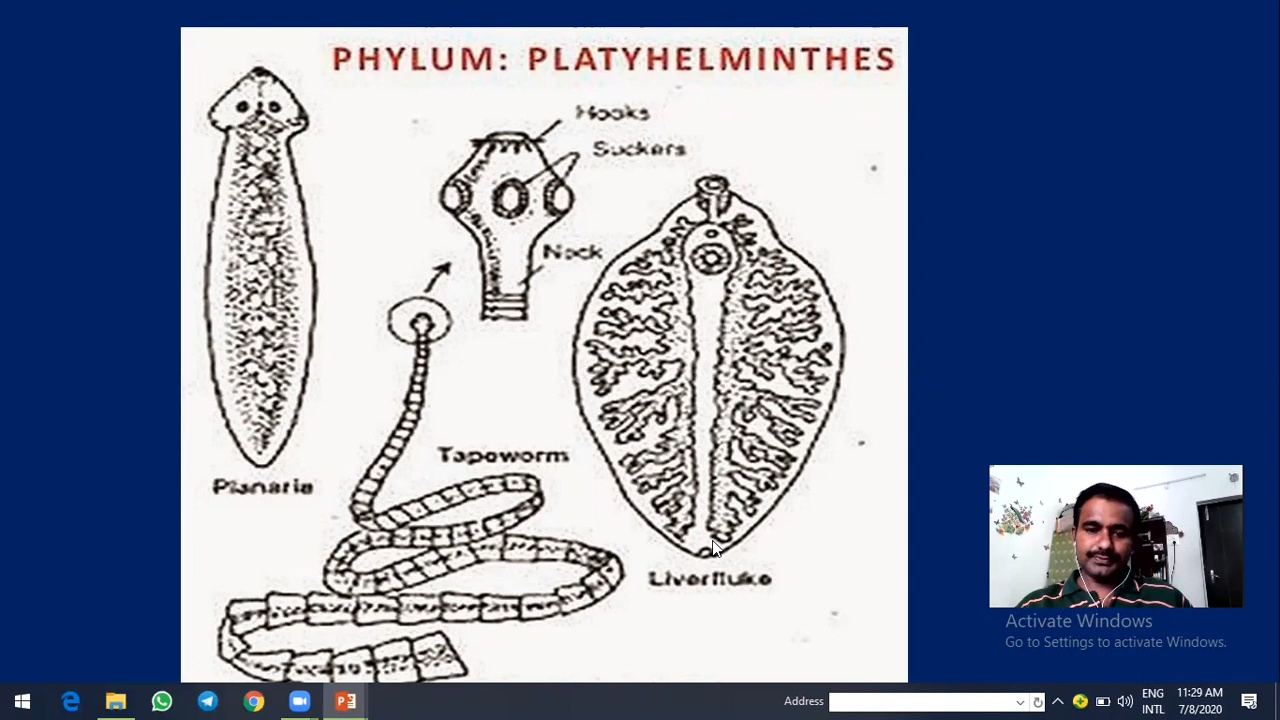 PHYLUM: PLATYHELMINTHES
Hooks
Suckers
Neck
Tapeworm
Planaria
Liverfluke
Activate Windows
Go to Settings to activate Windows.
Address
ENG
INTL
11:29 AM
7/8/2020